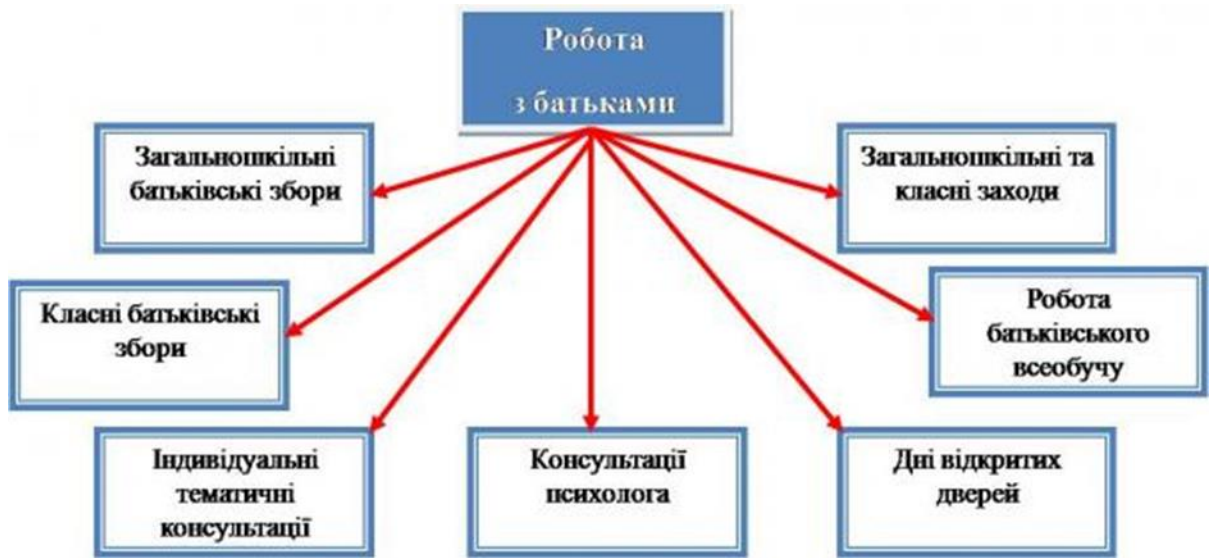 Робота
з батьками
Загальношкільні
батьківські збори
Загальношкільні та
класні заходи
Класні батьківські
збори
Робота
батьківського
всеобучу
Індивідуальні
тематичні
консультації
Консультації
психолога
Дні відкритих
дверей